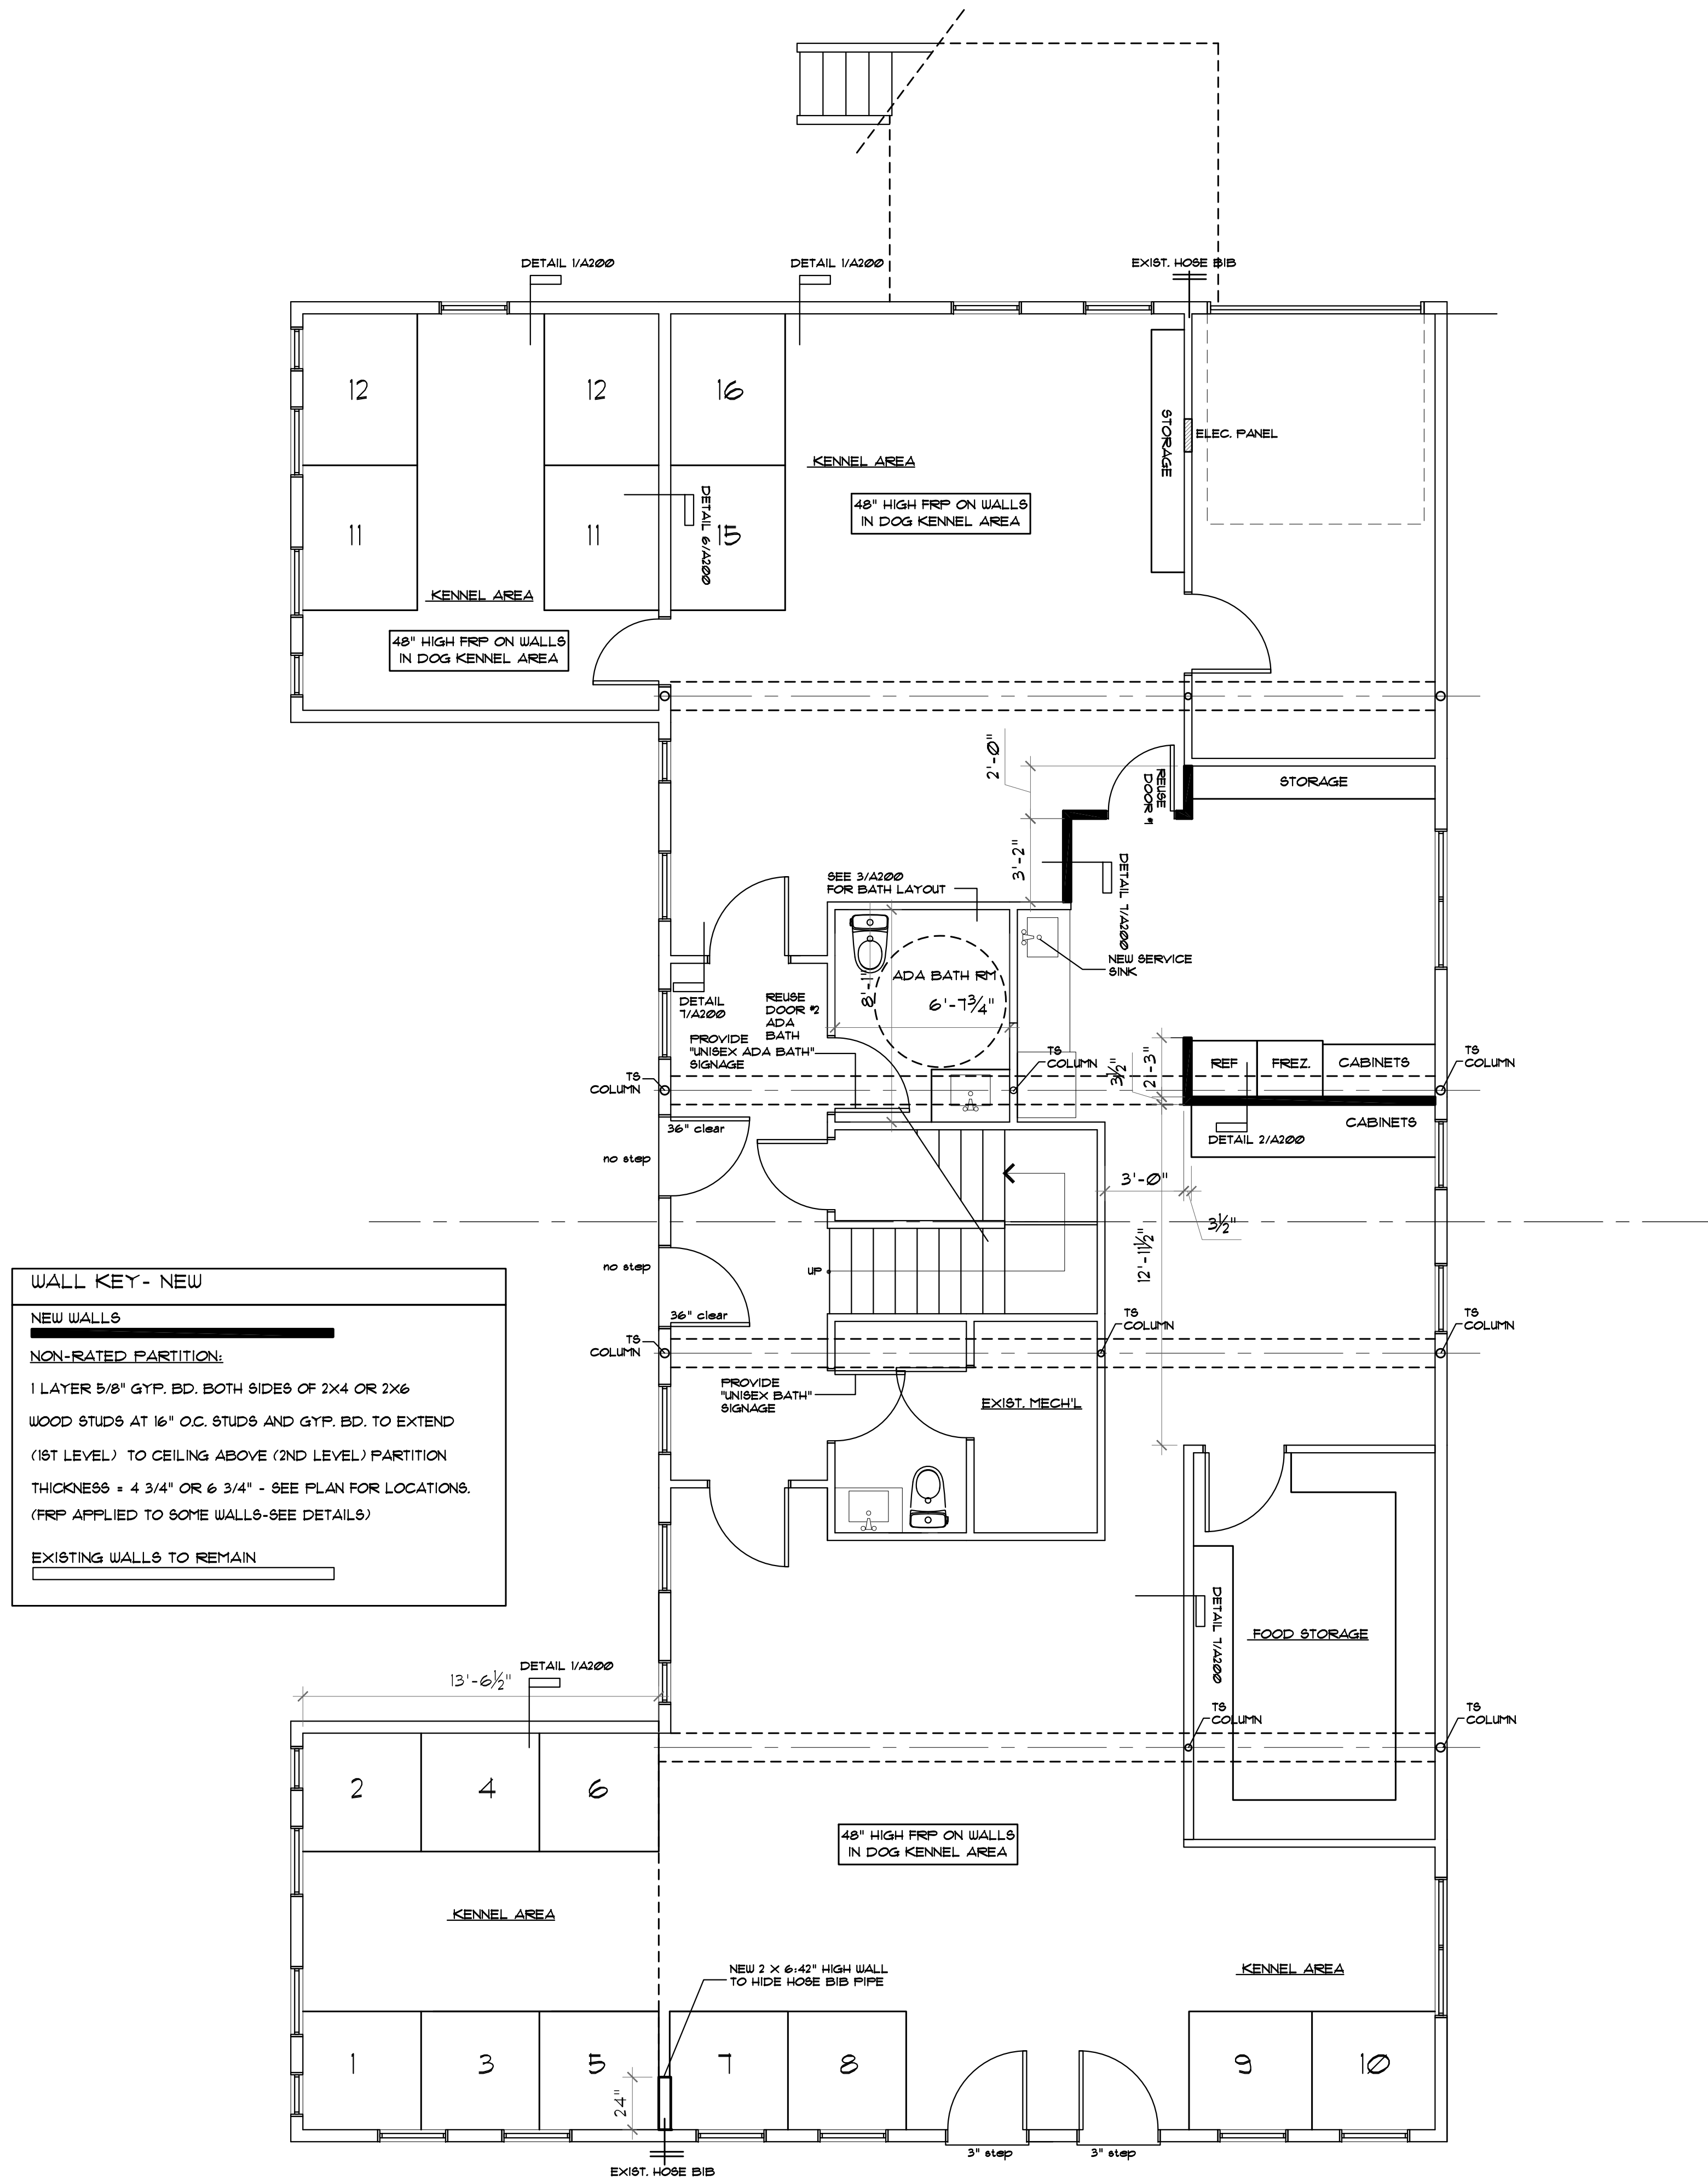 DETAIL 1/A200
DETAIL 1/A200
EXIST. HOSE BIB
12
12
16
STORAGE
ELEC. PANEL
KENNEL AREA
48" HIGH FRP ON WALLS
IN DOG KENNEL AREA
11
11
DETAIL 6/A200
15
KENNEL AREA
48" HIGH FRP ON WALLS
IN DOG KENNEL AREA
2'-0"
REUSE
DOOR #1
STORAGE
3'-2"
DETAIL 7/A200
SEE 3/A200
FOR BATH LAYOUT
NEW SERVICE
SINK
ADA BATH RM
8'-1"
6'-7 3/4"
DETAIL
7/A200
REUSE
DOOR #2
ADA
BATH
PROVIDE
"UNISEX ADA BATH"
SIGNAGE
TS
COLUMN
TS
COLUMN
3 1/2"
2'-3"
REF
FREZ.
CABINETS
TS
COLUMN
36" clear
CABINETS
DETAIL 2/A200
no step
3'-0"
3 1/2"
12'-11 1/2"
no step
UP
36" clear
TS
COLUMN
TS
COLUMN
TS
COLUMN
WALL KEY- NEW
NEW WALLS
NON-RATED PARTITION:
1 LAYER 5/8" GYP. BD. BOTH SIDES OF 2X4 OR 2X6
WOOD STUDS AT 16" O.C. STUDS AND GYP. BD. TO EXTEND
(1ST LEVEL) TO CEILING ABOVE (2ND LEVEL) PARTITION
THICKNESS = 4 3/4" OR 6 3/4" - SEE PLAN FOR LOCATIONS.
(FRP APPLIED TO SOME WALLS-SEE DETAILS)
EXISTING WALLS TO REMAIN
PROVIDE
"UNISEX BATH"
SIGNAGE
EXIST. MECH'L
DETAIL 7/A200
FOOD STORAGE
13'-6 1/2"
DETAIL 1/A200
TS
COLUMN
TS
COLUMN
2
4
6
48" HIGH FRP ON WALLS
IN DOG KENNEL AREA
KENNEL AREA
NEW 2 X 6:42" HIGH WALL
TO HIDE HOSE BIB PIPE
KENNEL AREA
1
3
5
7
8
9
10
24"
3" step
3" step
EXIST. HOSE BIB